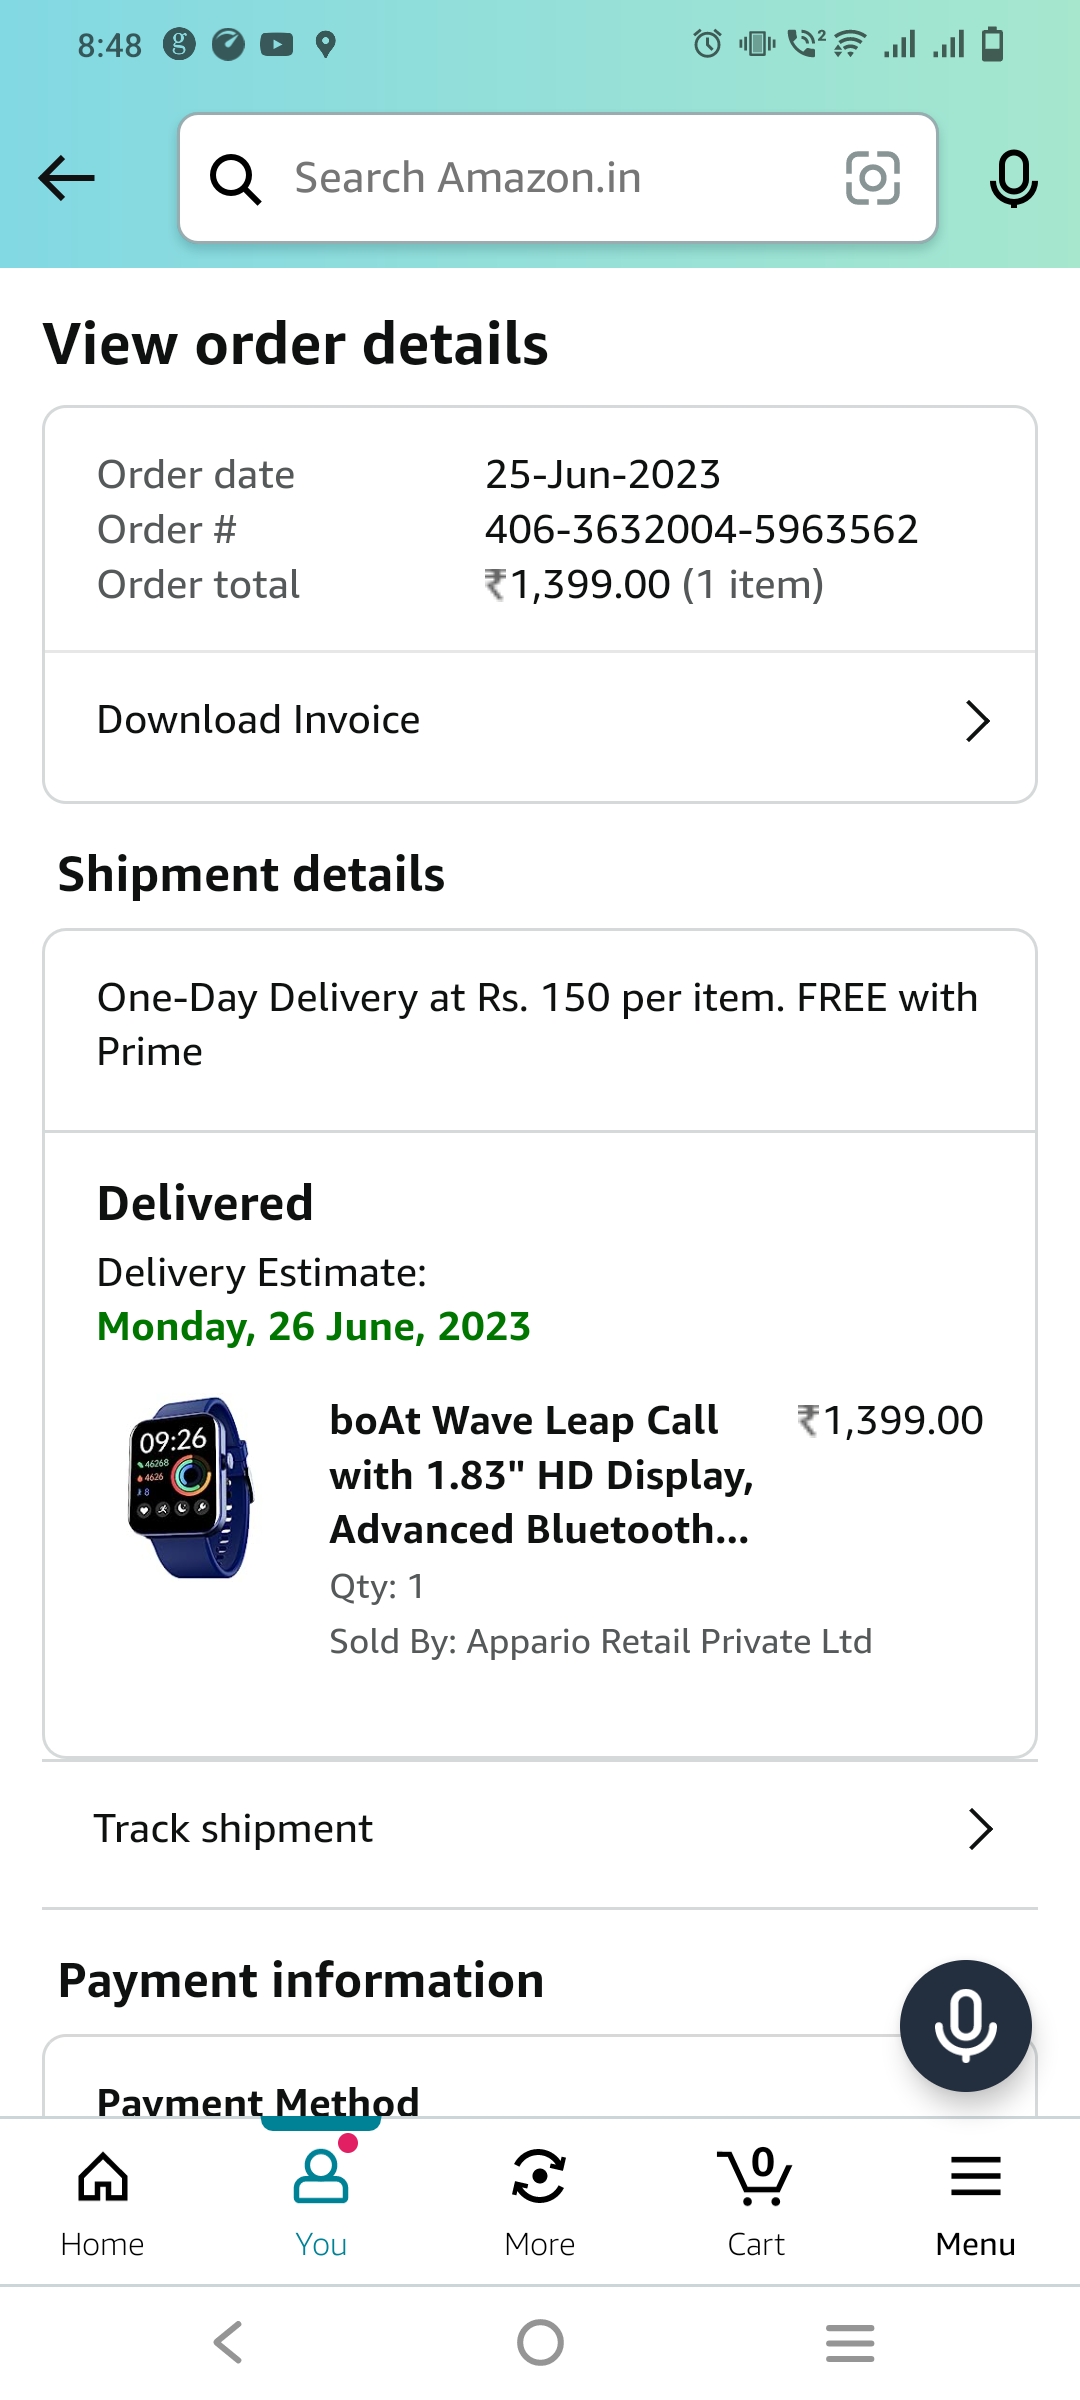 8:48
Search Amazon.in
View order details
Order date 25-Jun-2023
Order # 406-3632004-5963562
Order total ₹1,399.00 (1 item)
Download Invoice
Shipment details
One-Day Delivery at Rs. 150 per item. FREE with
Prime
Delivered
Delivery Estimate:
Monday, 26 June, 2023
09:26
46268
4626
8
boAt Wave Leap Call ₹1,399.00
with 1.83" HD Display,
Advanced Bluetooth...
Qty: 1
Sold By: Appario Retail Private Ltd
Track shipment
Payment information
Payment Method
0
Home You More Cart Menu